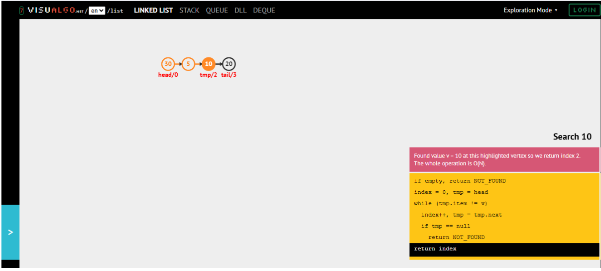 VISUALGO.NET/ en /list LINKED LIST STACK QUEUE DLL DEQUE Exploration Mode ▾ LOGIN
30 5 10 20
head/0 tmp/2 tail/3
Search 10
Found value v = 10 at this highlighted vertex so we return index 2.
The whole operation is O(N).
if empty, return NOT_FOUND
index = 0, tmp = head
while (tmp.item != v)
index++, tmp = tmp.next
if tmp == null
return NOT_FOUND
return index
>